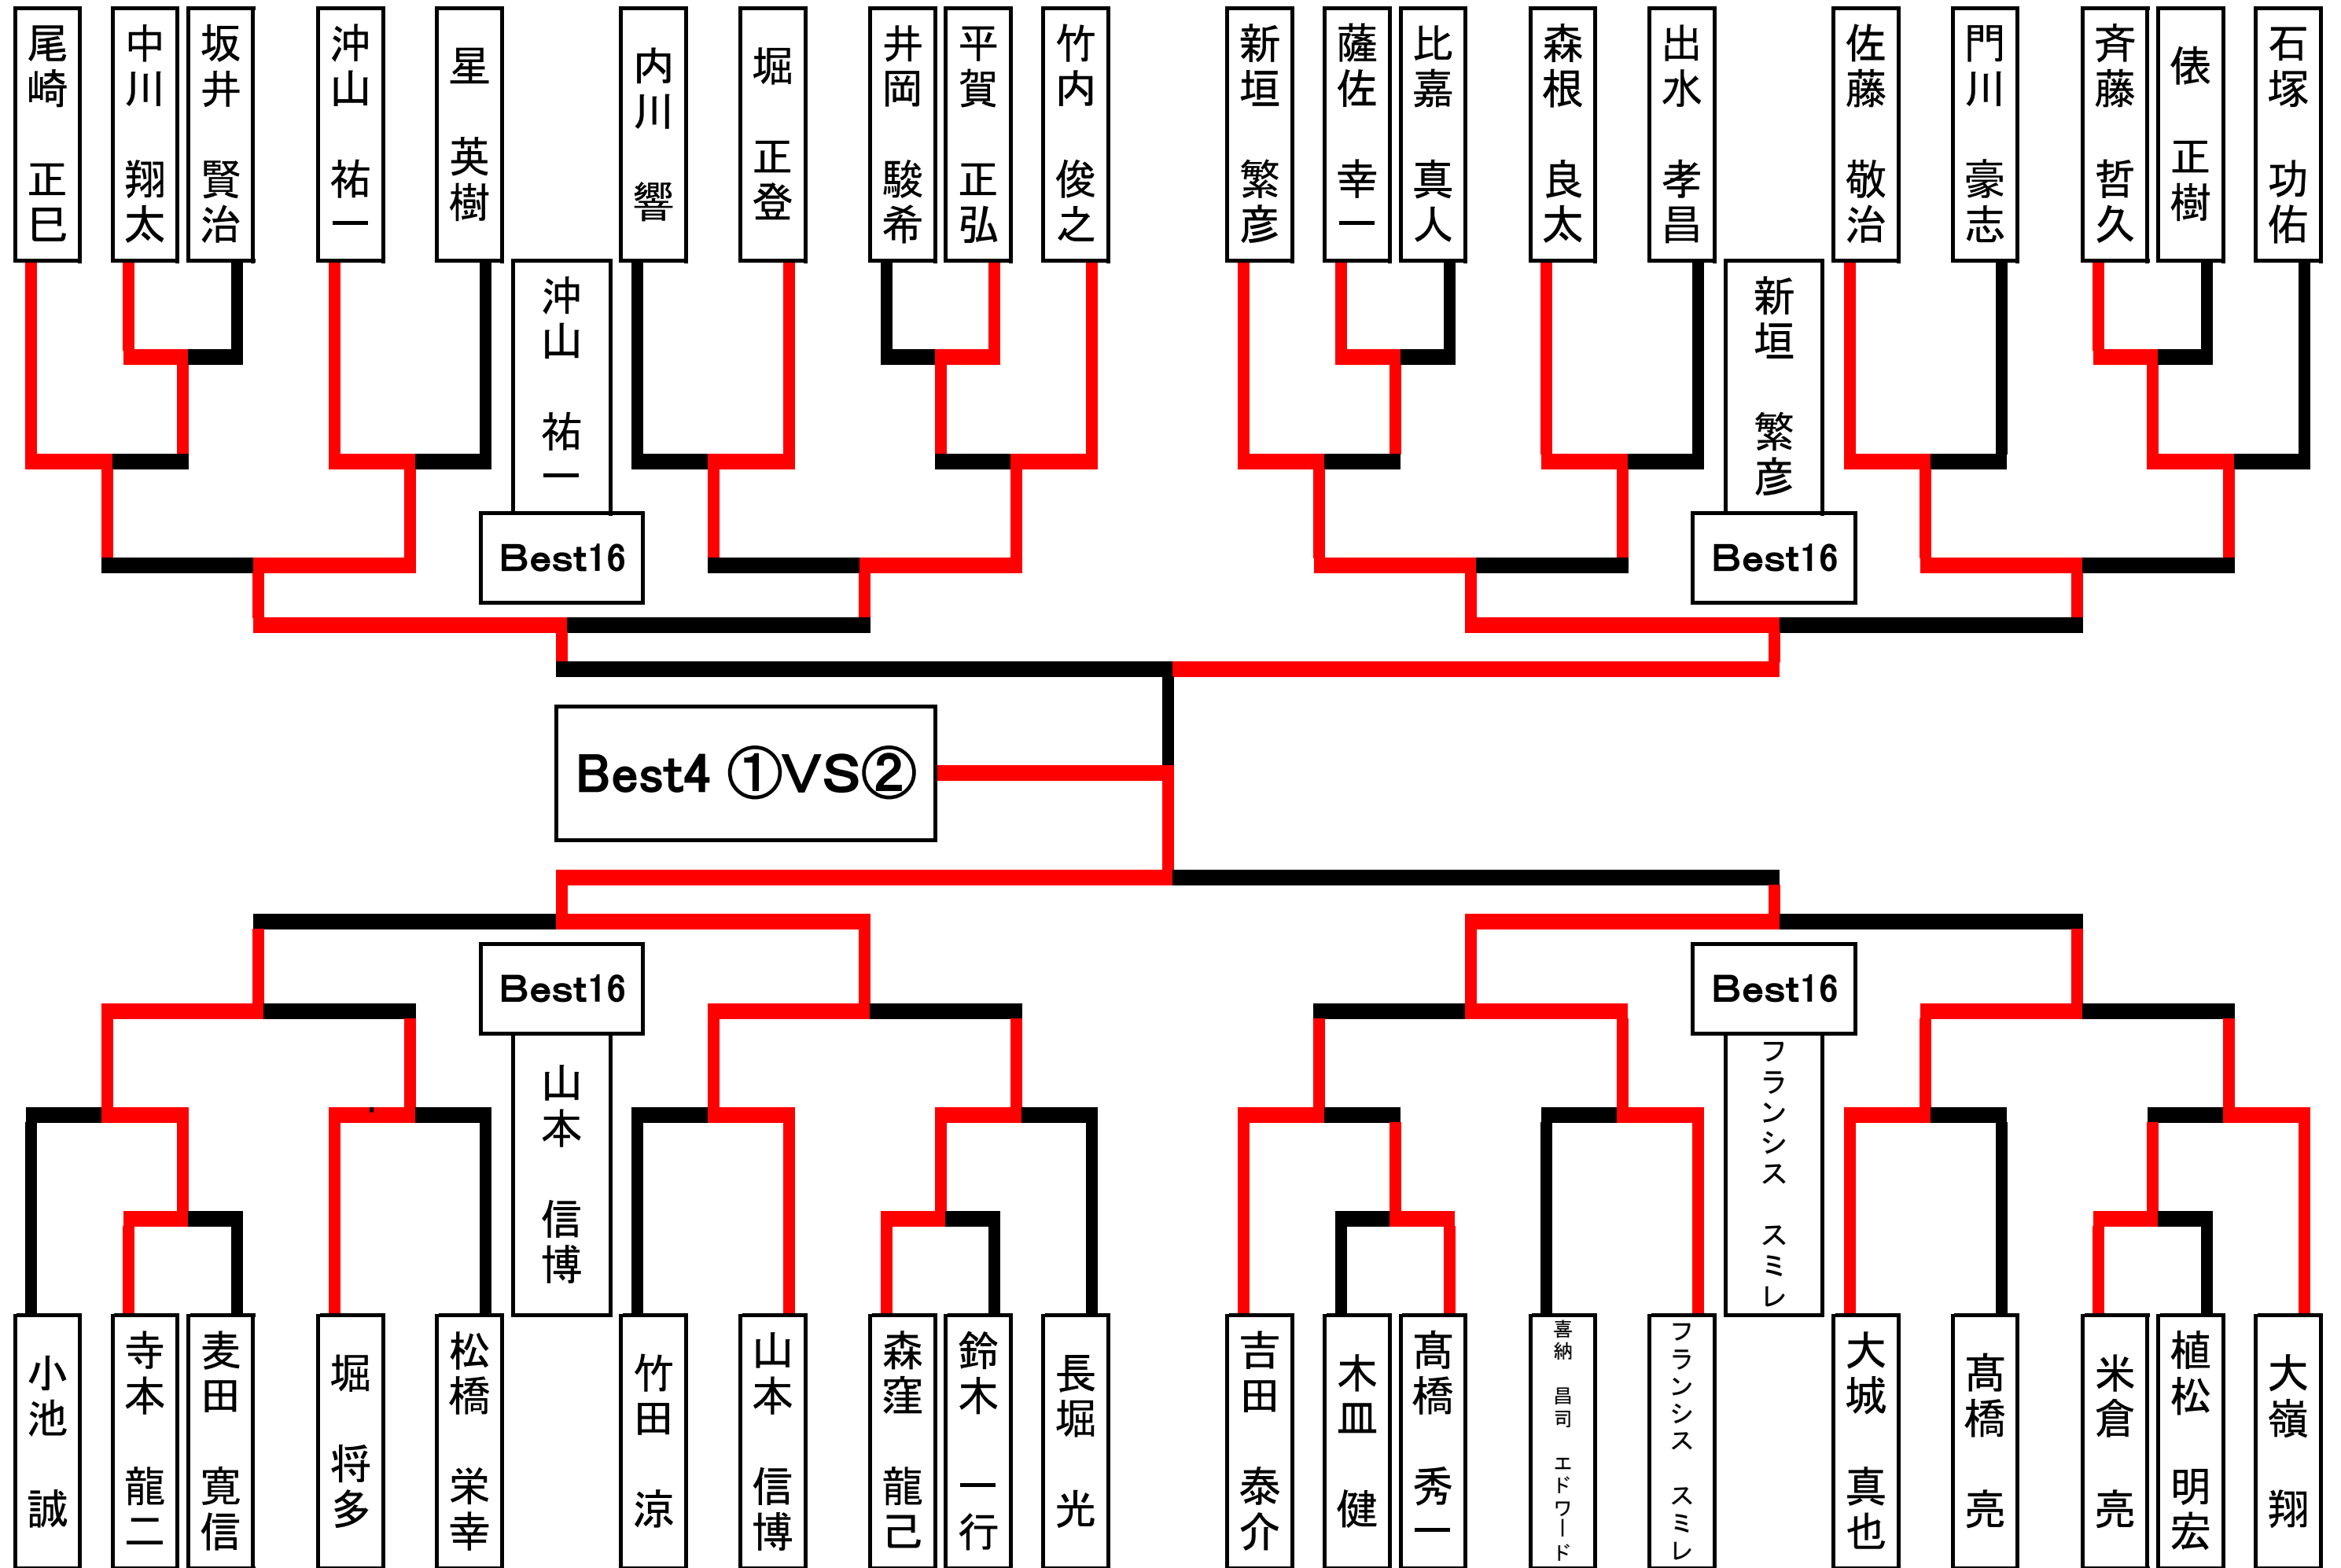 尾崎 正巳
中川 翔太
坂井 賢治
沖山 祐一
星 英樹
内川 響
堀 正登
井岡 駿希
平賀 正弘
竹内 俊之
新垣 繁彦
薩佐 幸一
比嘉 真人
森根 良太
出水 孝昌
佐藤 敬治
門川 豪志
斉藤 哲久
俵 正樹
石塚 功佑
沖山 祐一
Best16
新垣 繁彦
Best16
Best4 ①VS②
Best16
山本 信博
Best16
フランシス スミレ
小池 誠
寺本 龍二
麦田 寛信
堀 将多
松橋 栄幸
竹田 涼
山本 信博
森窪 龍己
鈴木 一行
長堀 光
吉田 泰介
木皿 健
髙橋 秀一
喜納 昌司 エドワード
フランシス スミレ
大城 真也
髙橋 亮
米倉 亮
植松 明宏
大嶺 翔